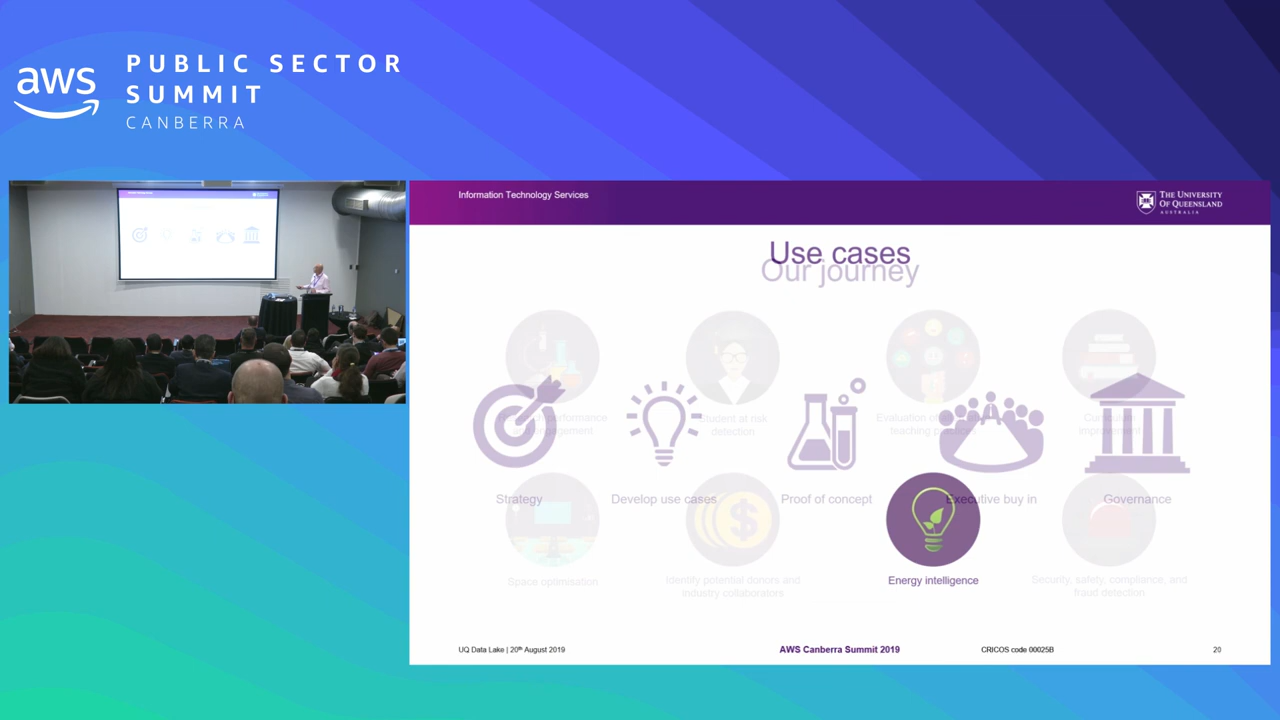 aws
PUBLIC SECTOR
SUMMIT
CANBERRA
Information Technology Services
THE UNIVERSITY
OF QUEENSLAND
AUSTRALIA
Use cases
Our journey
performance
Student at risk
detection
Evaluation of
teaching practices
improvement
Strategy
Develop use cases
Proof of concept
Executive buy in
Governance
Space optimisation
Identify potential donors and
industry collaborators
Energy intelligence
Security, safety, compliance, and
fraud detection
UQ Data Lake | 20th August 2019
AWS Canberra Summit 2019
CRICOS code 00025B
20